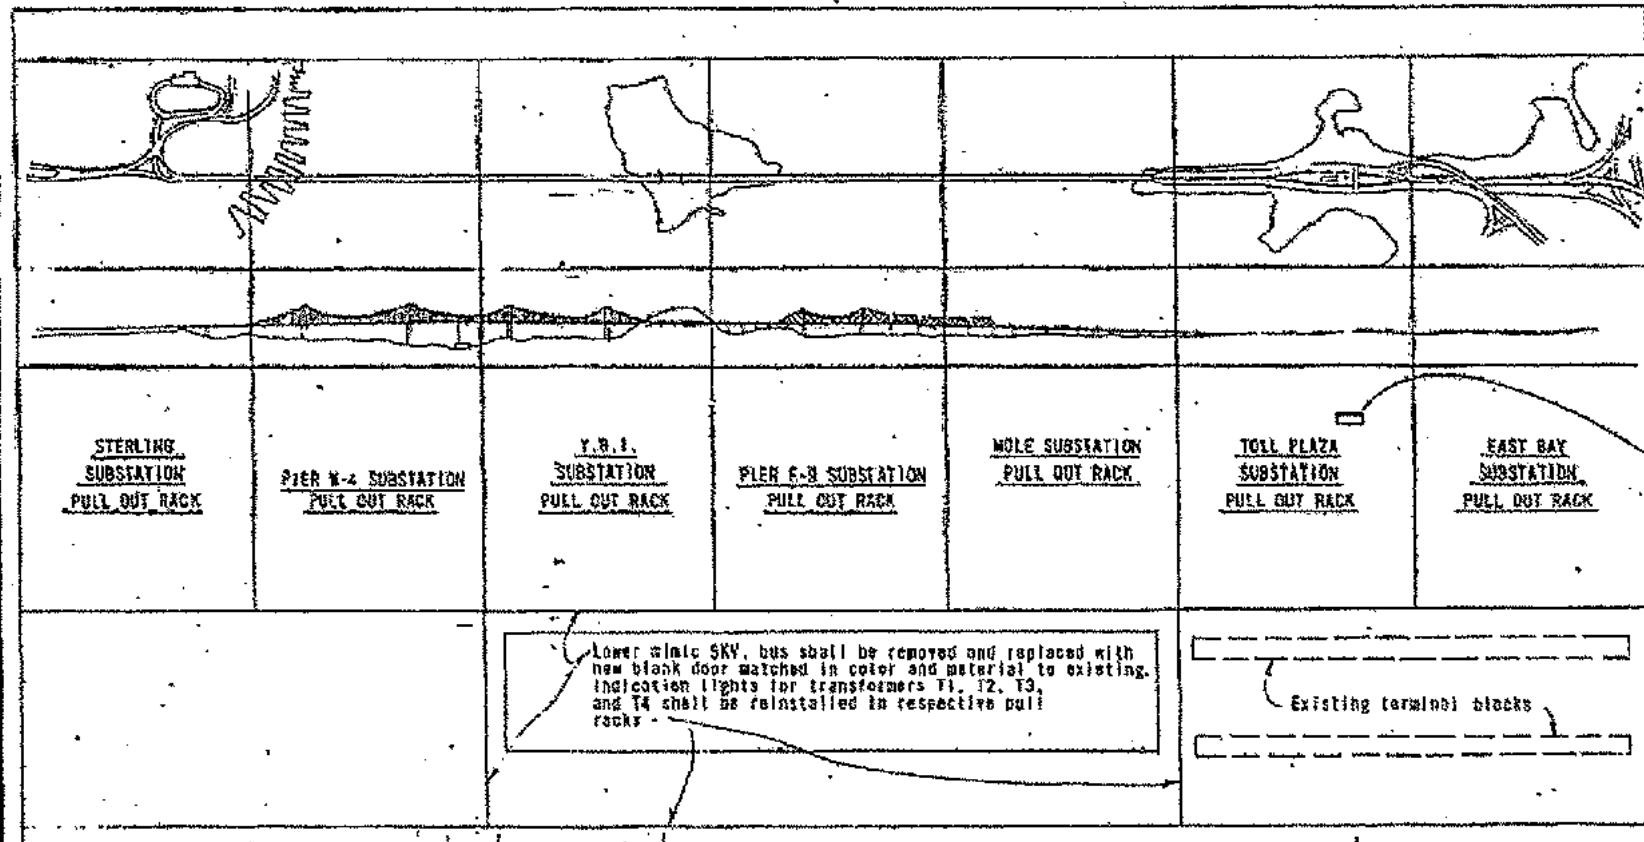 STERLING
SUBSTATION
PULL OUT RACK
PIER W-4 SUBSTATION
PULL OUT RACK
Y.B.I.
SUBSTATION
PULL OUT RACK
PIER E-9 SUBSTATION
PULL OUT RACK
MOLE SUBSTATION
PULL OUT RACK
TOLL PLAZA
SUBSTATION
PULL OUT RACK
EAST BAY
SUBSTATION
PULL OUT RACK
Lower mimic 5KV. bus shall be removed and replaced with
new blank door matched in color and material to existing.
Indication lights for transformers T1, T2, T3,
and T4 shall be reinstalled in respective pull
racks
Existing terminal blocks